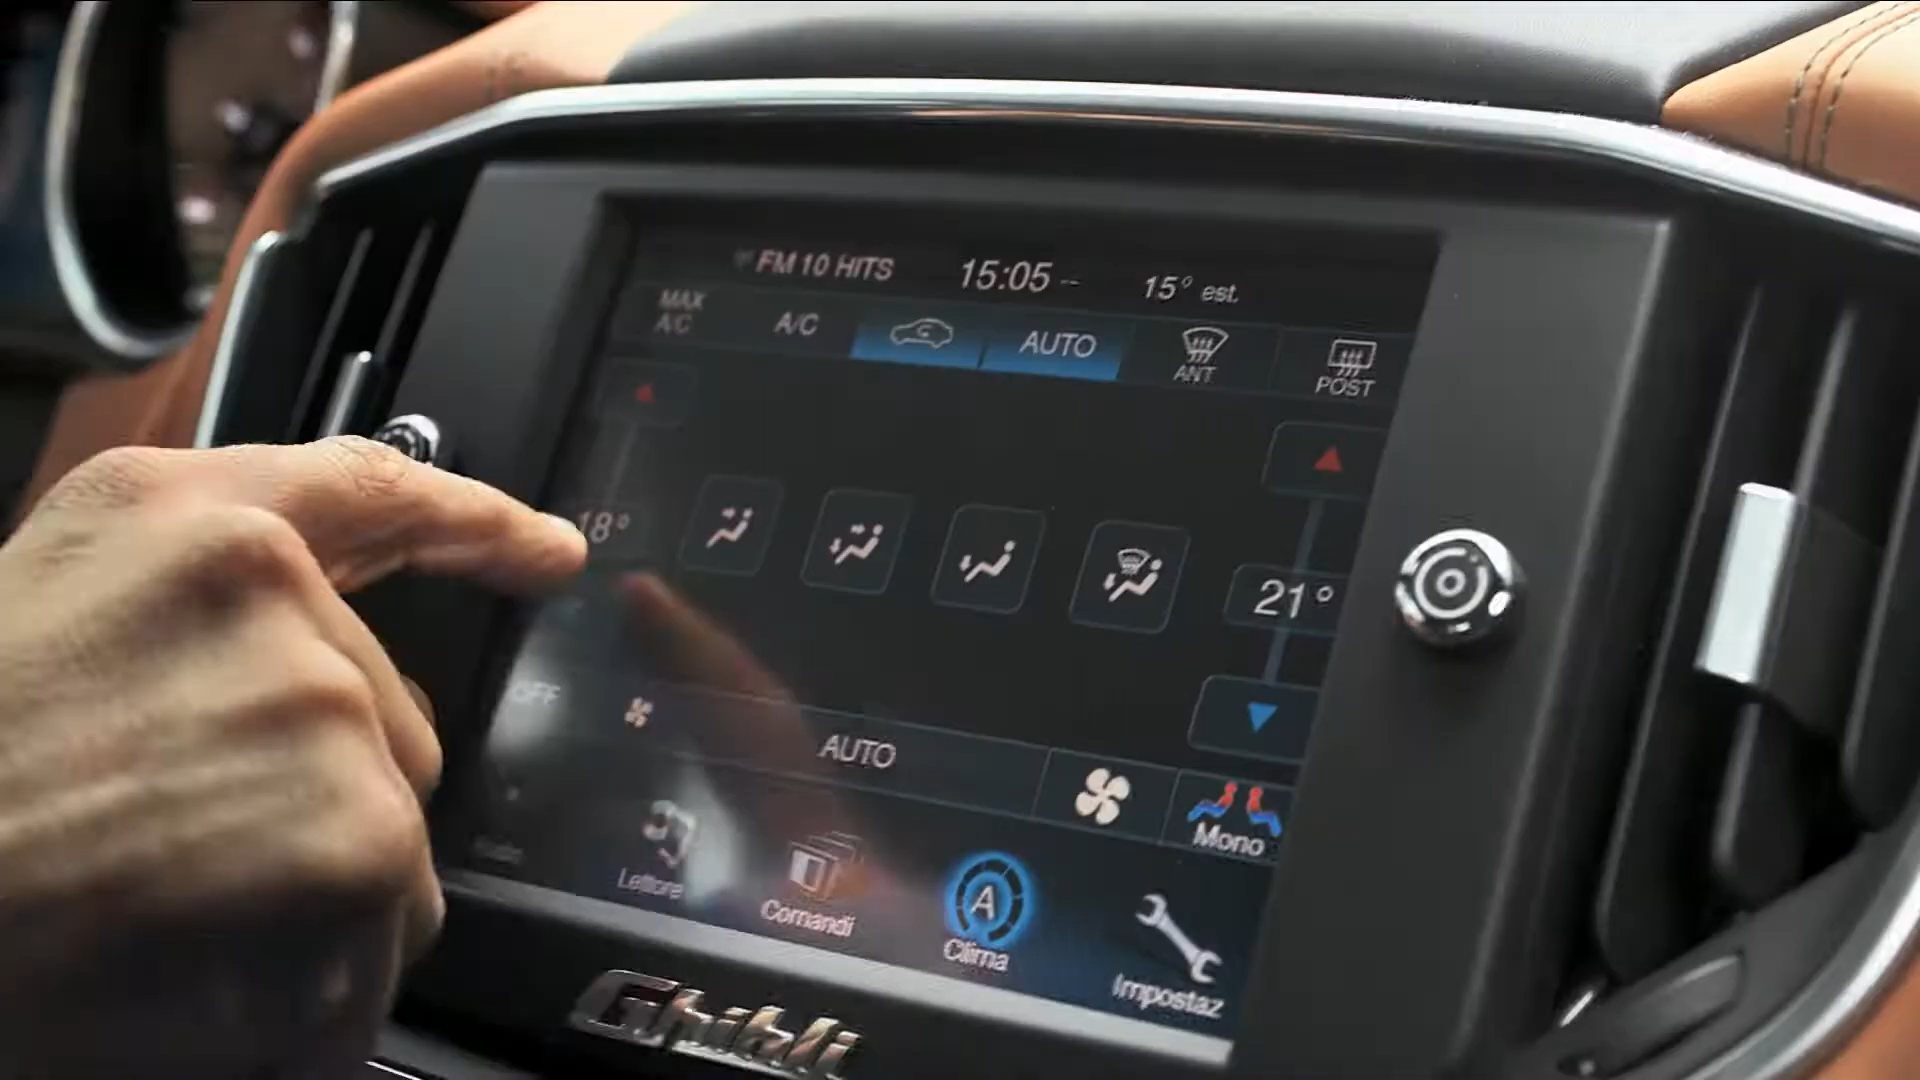 FM 10 HITS 15:05 -- 15° est.
MAX A/C
A/C
AUTO
ANT
POST
18°
21°
OFF
AUTO
Mono
Lettore
Comandi
A
Clima
Impostaz
Ghibli